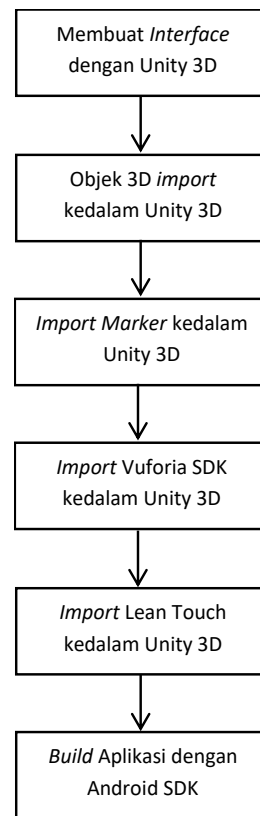 Membuat Interface
dengan Unity 3D
Objek 3D import
kedalam Unity 3D
Import Marker kedalam
Unity 3D
Import Vuforia SDK
kedalam Unity 3D
Import Lean Touch
kedalam Unity 3D
Build Aplikasi dengan
Android SDK